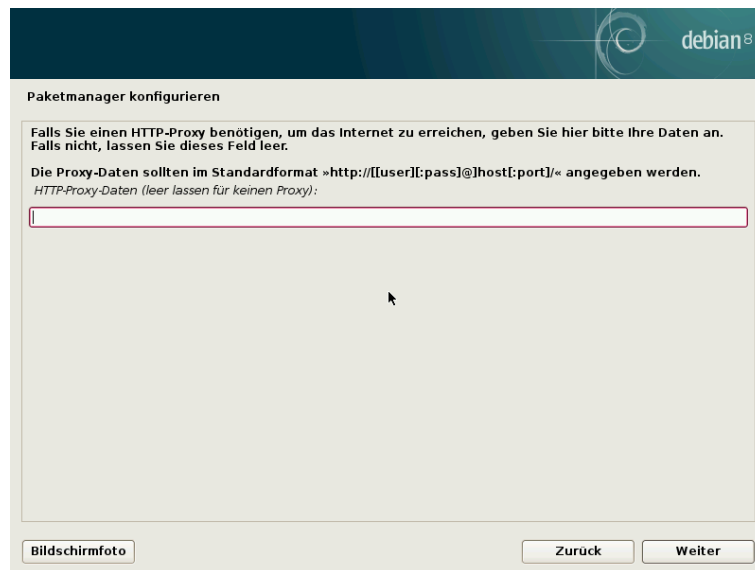 debian 8
Paketmanager konfigurieren
Falls Sie einen HTTP-Proxy benötigen, um das Internet zu erreichen, geben Sie hier bitte Ihre Daten an.
Falls nicht, lassen Sie dieses Feld leer.
Die Proxy-Daten sollten im Standardformat »http://[[user][:pass]@]host[:port]/« angegeben werden.
HTTP-Proxy-Daten (leer lassen für keinen Proxy):
Bildschirmfoto
Zurück
Weiter